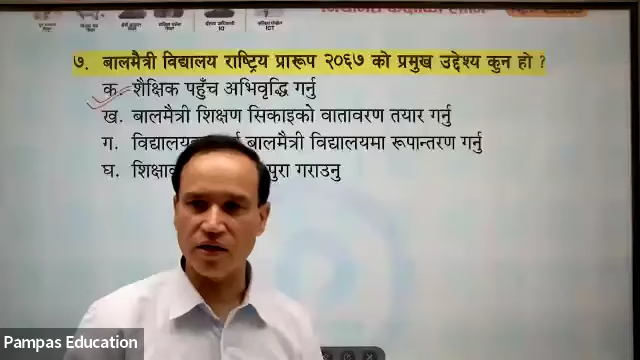 ७. बालमैत्री विद्यालय राष्ट्रिय प्रारूप २०६७ को प्रमुख उद्देश्य कुन हो ?
क. शैक्षिक पहुँच अभिवृद्धि गर्नु
ख. बालमैत्री शिक्षण सिकाइको वातावरण तयार गर्नु
ग. बालमैत्री विद्यालयमा रूपान्तरण गर्नु
घ. पुरा गराउनु
Pampas Education